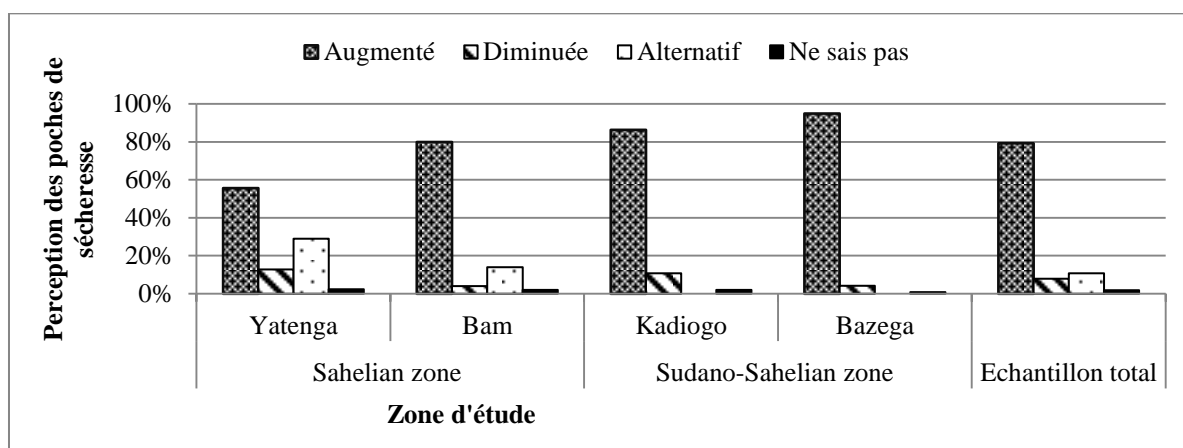 Augmenté Diminuée Alternatif Ne sais pas
Perception des poches de
sécheresse
100%
80%
60%
40%
20%
0%
Yatenga Bam Kadiogo Bazega
Sahelian zone Sudano-Sahelian zone Echantillon total
Zone d'étude